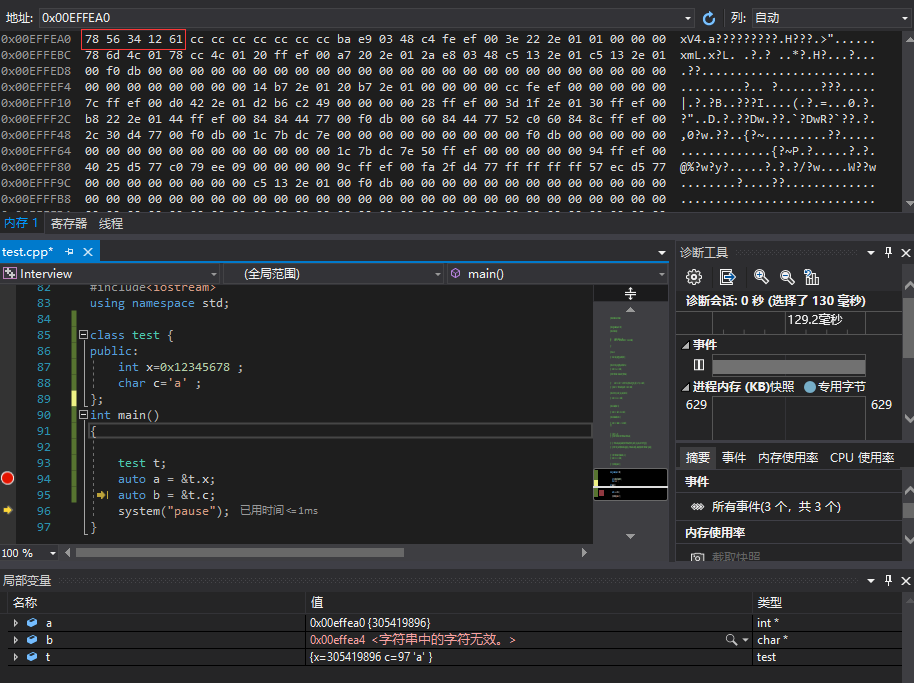 地址: 0x00EFFEA0 列: 自动
0x00EFFEA0 78 56 34 12 61 cc cc cc cc cc cc cc ba e9 03 48 c4 fe ef 00 3e 22 2e 01 01 00 00 00 xV4.a?????????.H???.>"......
0x00EFFEBC 78 6d 4c 01 78 cc 4c 01 20 ff ef 00 a7 20 2e 01 2a e8 03 48 c5 13 2e 01 c5 13 2e 01 xmL.x?L. .?.? ..*?.H?...?...
0x00EFFED8 00 f0 db 00 00 00 00 00 00 00 00 00 00 00 00 00 00 00 00 00 00 00 00 00 00 00 00 00 .??.........................
0x00EFFEF4 00 00 00 00 00 00 00 00 14 b7 2e 01 20 b7 2e 01 00 00 00 00 cc fe ef 00 00 00 00 00 .........?.. ?......???.....
0x00EFFF10 7c ff ef 00 d0 42 2e 01 d2 b6 c2 49 00 00 00 00 28 ff ef 00 3d 1f 2e 01 30 ff ef 00 |.?.?B..???I....(.?.=...0.?.
0x00EFFF2C b8 22 2e 01 44 ff ef 00 84 84 44 77 00 f0 db 00 60 84 44 77 52 c0 60 84 8c ff ef 00 ?"..D.?.??Dw.??.`?DwR?`??.?.
0x00EFFF48 2c 30 d4 77 00 f0 db 00 1c 7b dc 7e 00 00 00 00 00 00 00 00 00 00 00 00 00 00 00 00 ,0?w.??..{?~................
0x00EFFF64 00 00 00 00 00 00 00 00 00 00 00 00 1c 7b dc 7e 50 ff ef 00 00 00 00 00 94 ff ef 00 .............{?~P.?.....?.?.
0x00EFFF80 40 25 d5 77 c0 79 ee 09 00 00 00 00 9c ff ef 00 fa 2f d4 77 ff ff ff ff 57 ec d5 77 @%?w?y?.....?.?.?/?w....W??w
0x00EFFF9C 00 00 00 00 00 00 00 00 c5 13 2e 01 00 f0 db 00 00 00 00 00 00 00 00 00 00 00 00 00 ........?....??.............
0x00EFFFB8 00 00 00 00 00 00 00 00 00 00 00 00 00 00 00 00 00 00 00 00 00 00 00 00 00 00 00 00 ............................
内存 1 寄存器 线程
test.cpp*
Interview (全局范围) main()
82 #include<iostream>
83 using namespace std;
84
85 class test {
86 public:
87 int x=0x12345678 ;
88 char c='a' ;
89 };
90 int main()
91 {
92
93 test t;
94 auto a = &t.x;
95 auto b = &t.c;
96 system("pause"); 已用时间<=1ms
97 }
100 %
诊断工具
诊断会话: 0 秒 (选择了 130 毫秒)
129.2毫秒
事件
进程内存 (KB) 快照 专用字节
629 629
摘要 事件 内存使用率 CPU 使用率
事件
所有事件(3 个，共 3 个)
内存使用率
截取快照
局部变量
名称 值 类型
a 0x00effea0 {305419896} int *
b 0x00effea4 <字符串中的字符无效。> char *
t {x=305419896 c=97 'a' } test